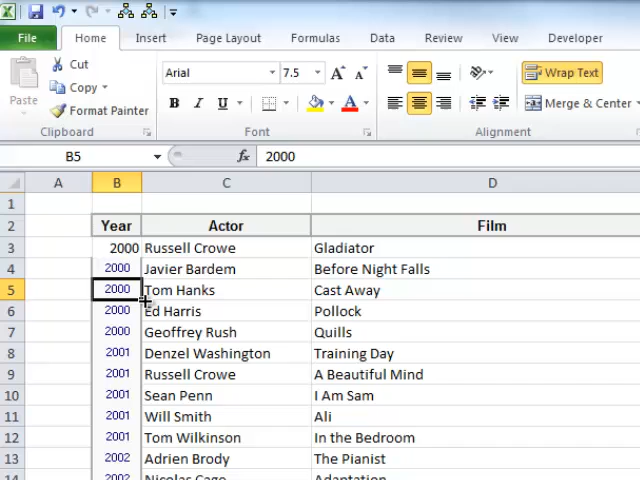 File Home Insert Page Layout Formulas Data Review View Developer
Cut Arial 7.5 A A Wrap Text
Copy
Paste Format Painter B I U A Merge & Center
Clipboard Font Alignment
B5 fx 2000
A B C D
1
2 Year Actor Film
3 2000 Russell Crowe Gladiator
4 2000 Javier Bardem Before Night Falls
5 2000 Tom Hanks Cast Away
6 2000 Ed Harris Pollock
7 2000 Geoffrey Rush Quills
8 2001 Denzel Washington Training Day
9 2001 Russell Crowe A Beautiful Mind
10 2001 Sean Penn I Am Sam
11 2001 Will Smith Ali
12 2001 Tom Wilkinson In the Bedroom
13 2002 Adrien Brody The Pianist
14 2002 Nicolas Cage Adaptation